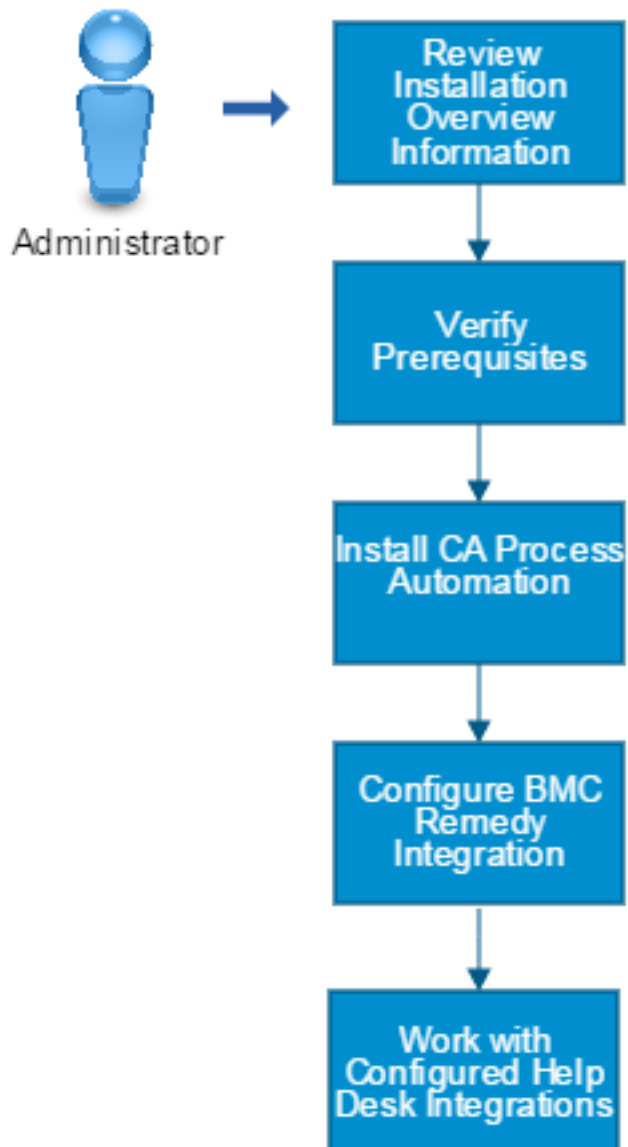 Review
Installation
Overview
Information
Administrator
Verify
Prerequisites
Install CA Process
Automation
Configure BMC
Remedy
Integration
Work with
Configured Help
Desk Integrations